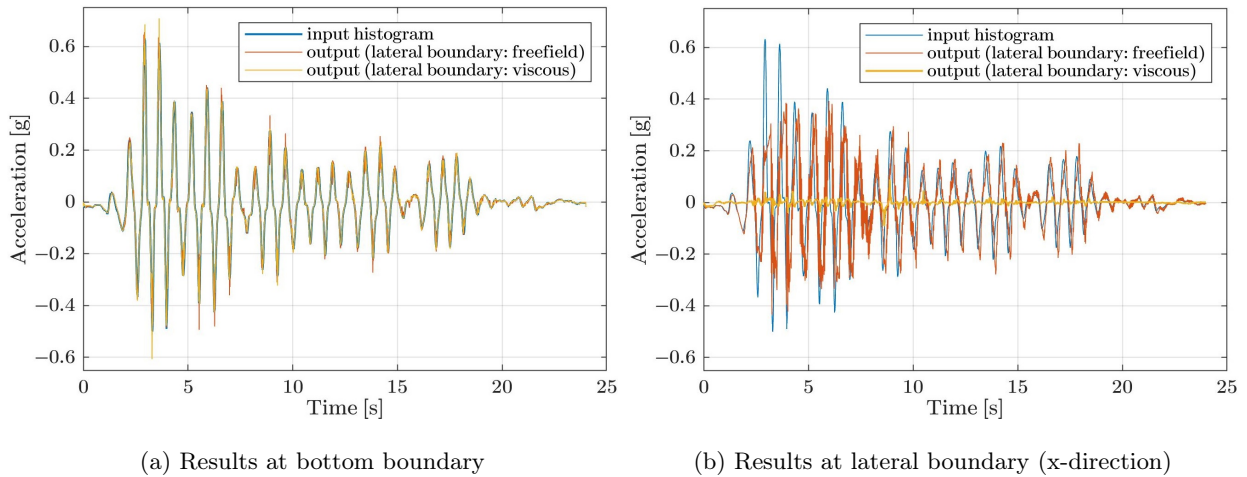 input histogram
output (lateral boundary: freefield)
output (lateral boundary: viscous)
0.6
0.4
0.2
0
−0.2
−0.4
−0.6
Acceleration [g]
0 5 10 15 20 25
Time [s]
(a) Results at bottom boundary
input histogram
output (lateral boundary: freefield)
output (lateral boundary: viscous)
0.6
0.4
0.2
0
−0.2
−0.4
−0.6
Acceleration [g]
0 5 10 15 20 25
Time [s]
(b) Results at lateral boundary (x-direction)